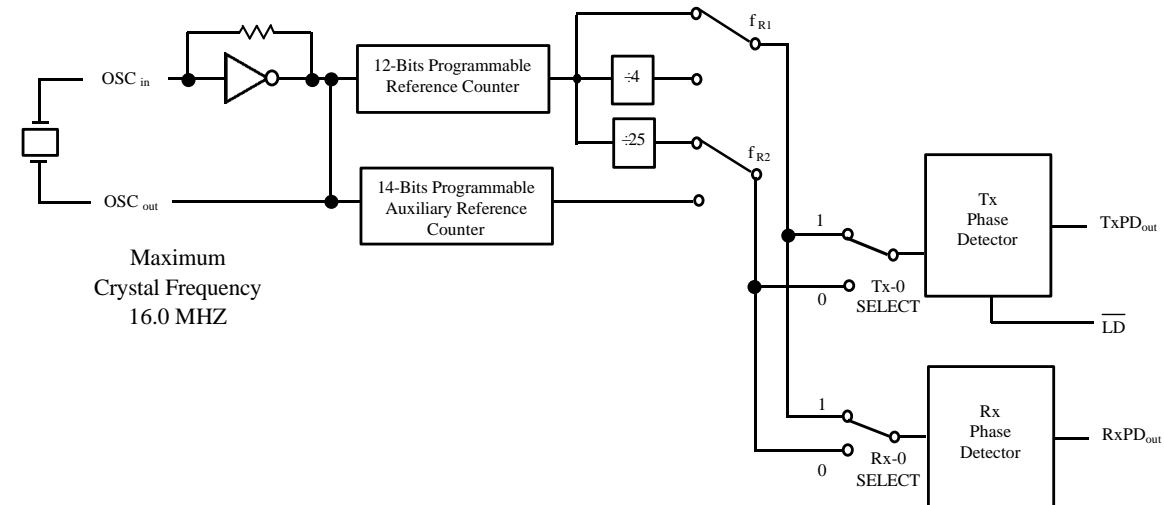 f R1
OSC in
12-Bits Programmable
Reference Counter
÷4
÷25
f R2
OSC out
14-Bits Programmable
Auxiliary Reference
Counter
Maximum
Crystal Frequency
16.0 MHZ
1
0
Tx-0
SELECT
Tx
Phase
Detector
TxPDout
LD
1
0
Rx-0
SELECT
Rx
Phase
Detector
RxPDout